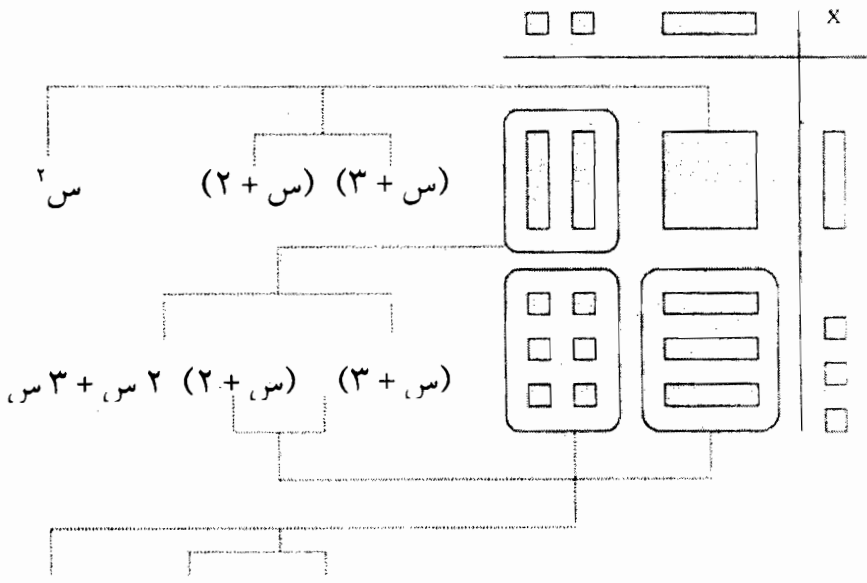 x
(س + ٣) (س + ٢) س٢
(س + ٣) (س + ٢) ٢ س + ٣ س